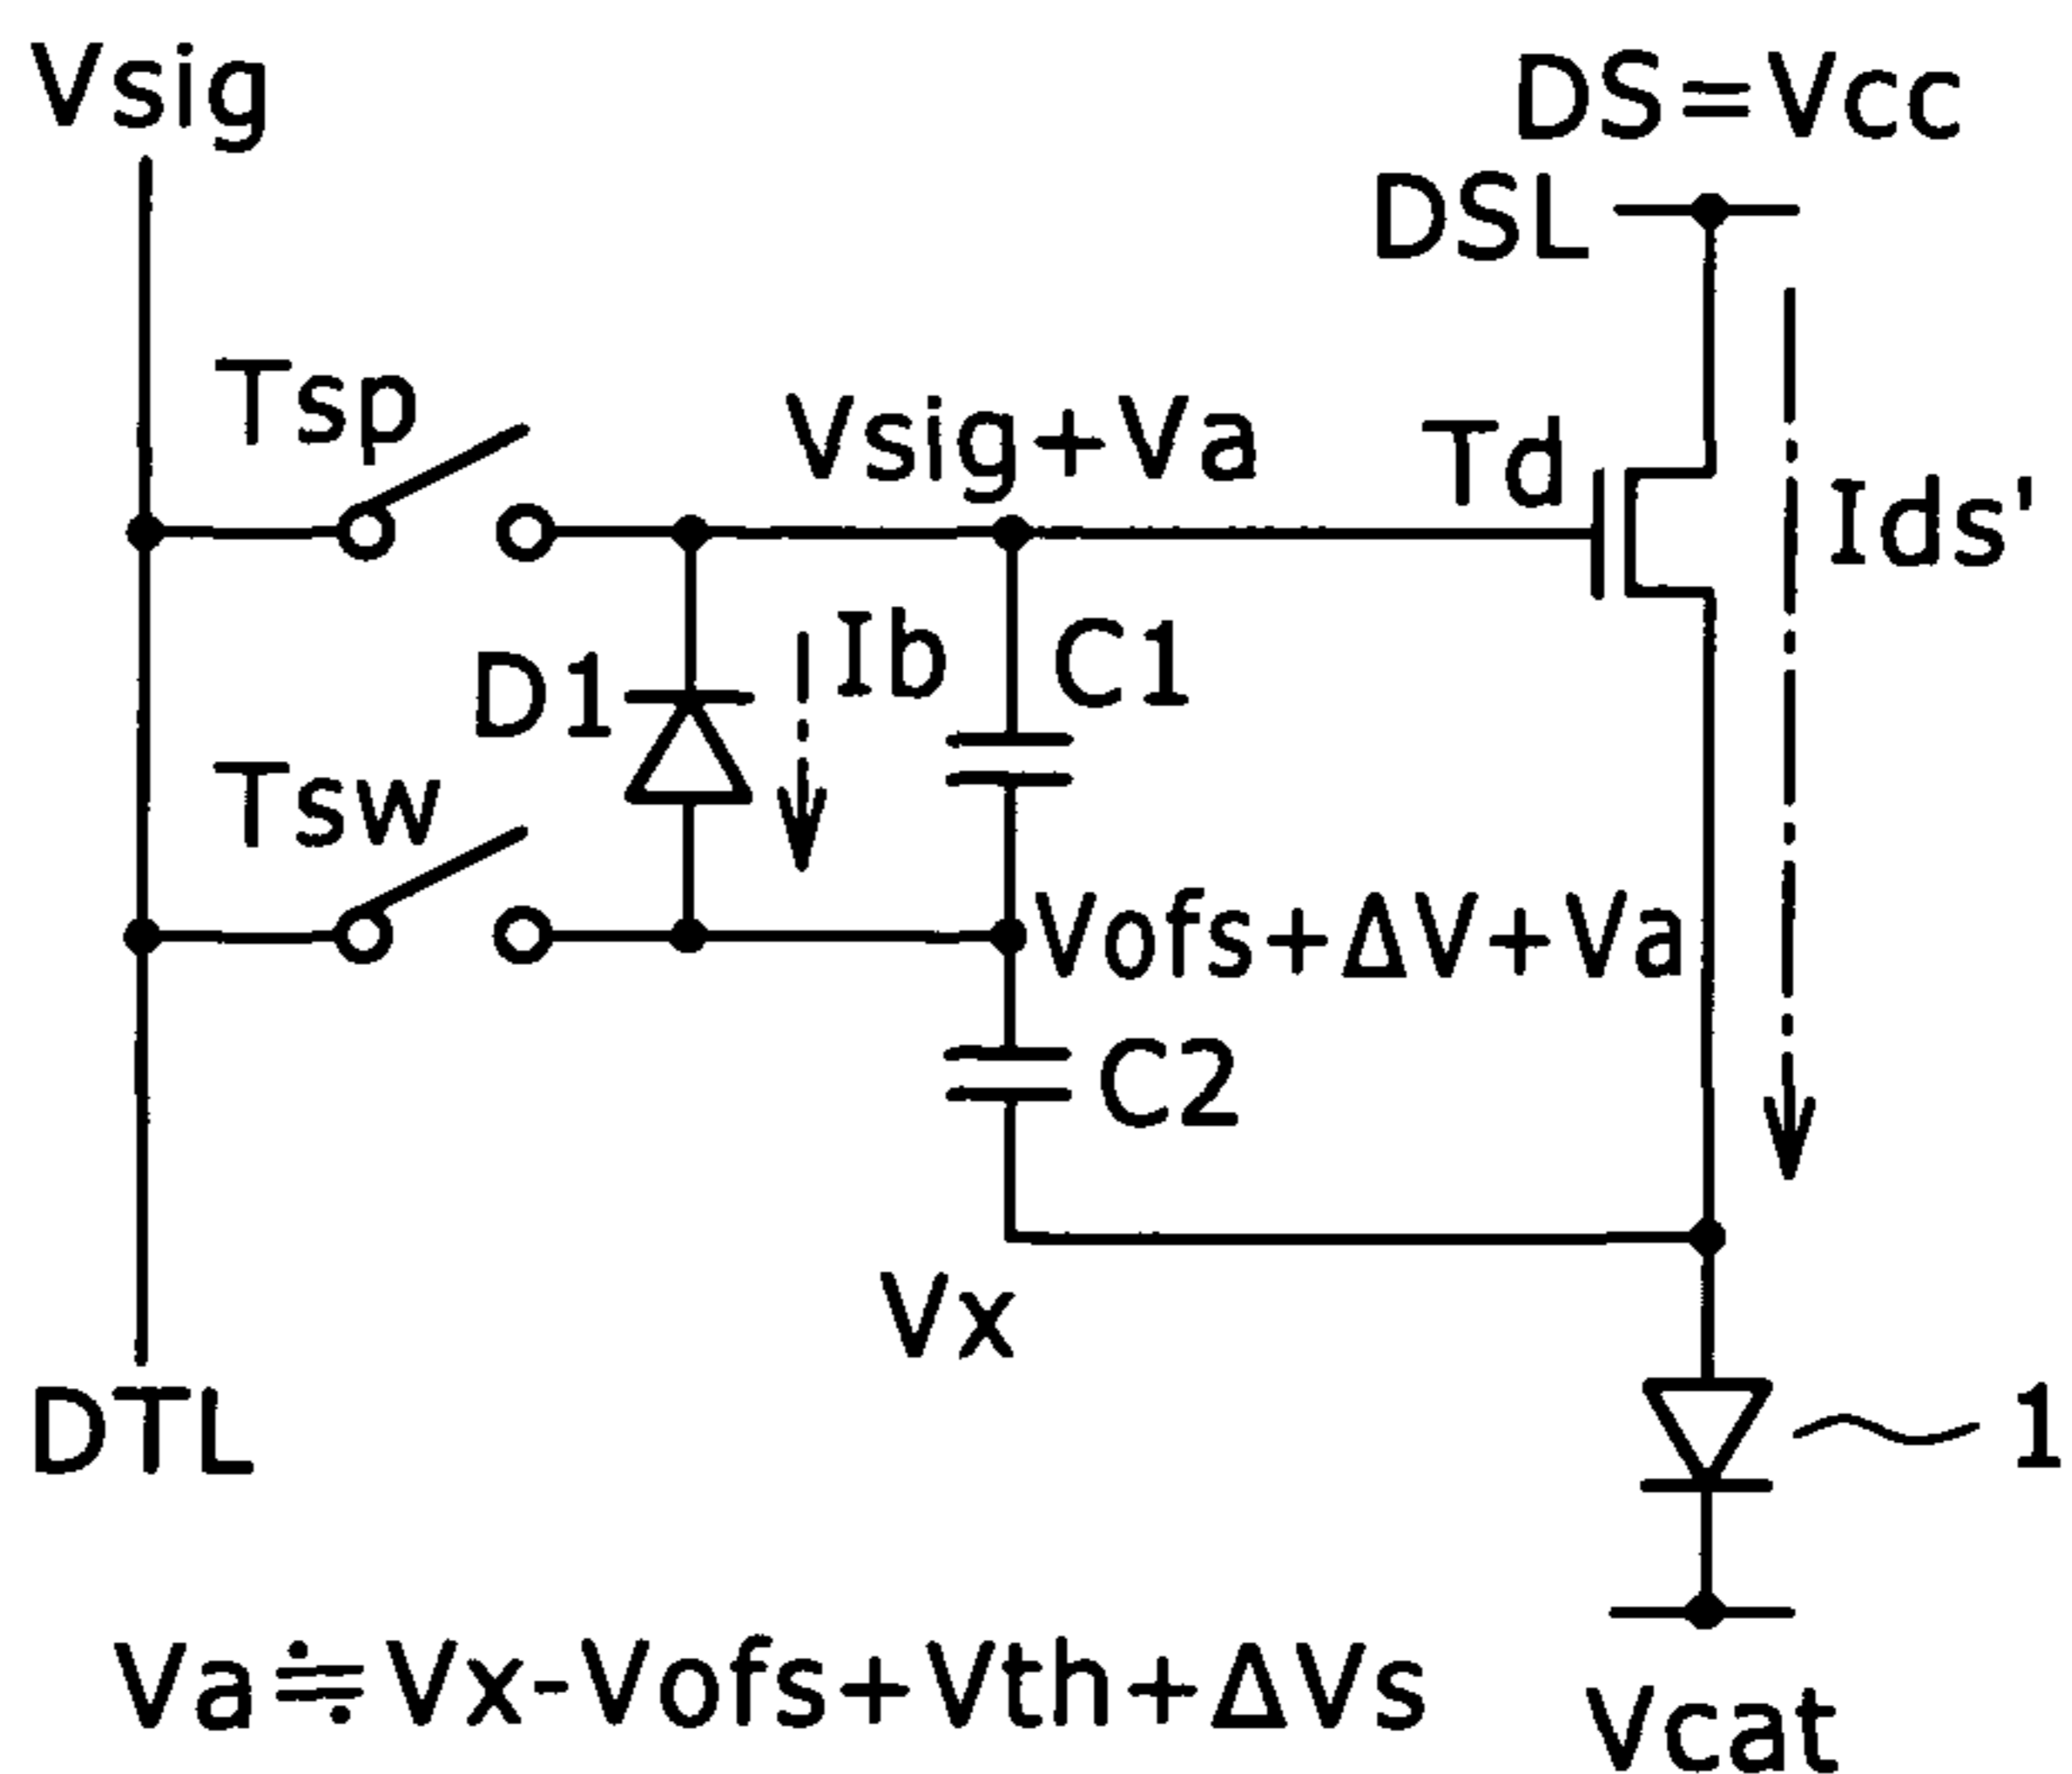 Vsig
DS=Vcc
DSL
Tsp
Vsig+Va
Td
Ids'
Ib
C1
D1
Tsw
Vofs+ΔV+Va
C2
Vx
DTL
1
Va≒Vx-Vofs+Vth+ΔVs
Vcat